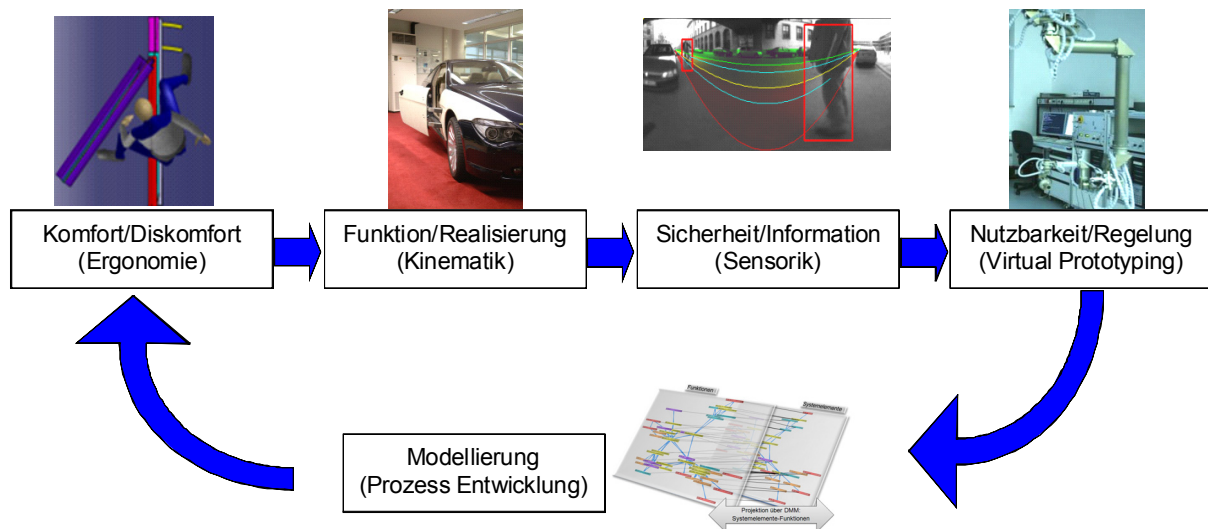 Komfort/Diskomfort
(Ergonomie)
Funktion/Realisierung
(Kinematik)
Sicherheit/Information
(Sensorik)
Nutzbarkeit/Regelung
(Virtual Prototyping)
Modellierung
(Prozess Entwicklung)
Funktionen
Systemelemente
Projektion über DMM:
Systemelemente-Funktionen